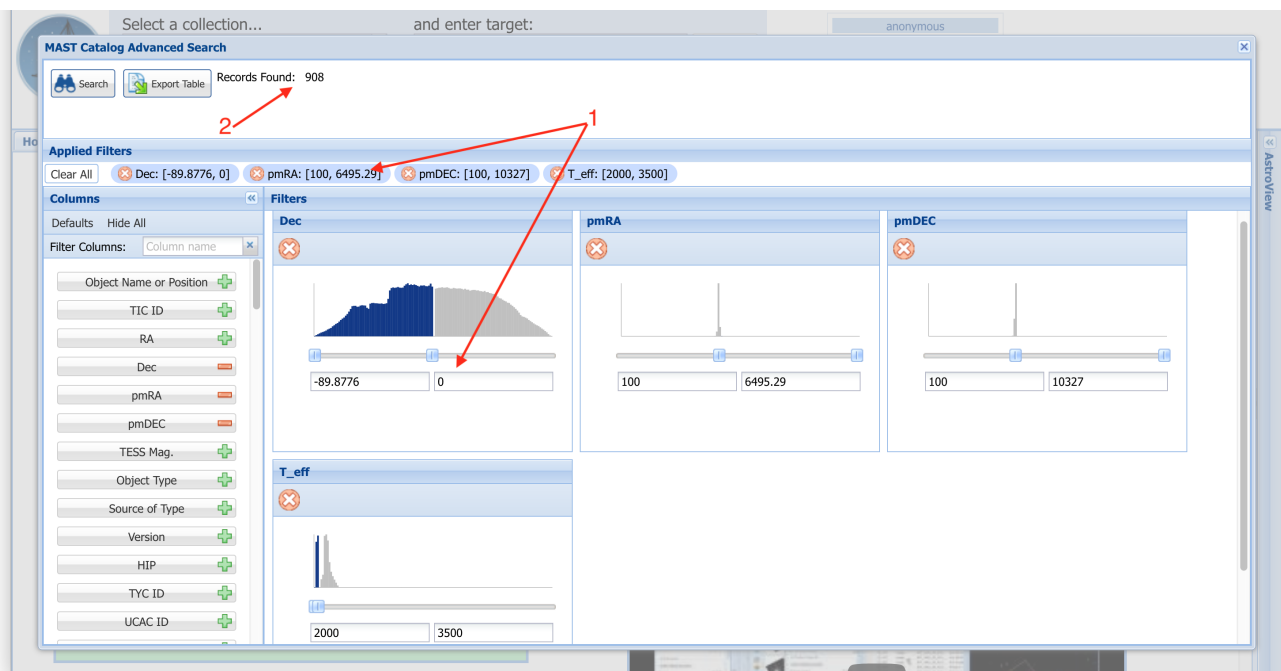 Select a collection... and enter target:
anonymous
MAST Catalog Advanced Search
Search Export Table Records Found: 908
2
1
Ho
Applied Filters
Clear All Dec: [-89.8776, 0] pmRA: [100, 6495.29] pmDEC: [100, 10327] T_eff: [2000, 3500]
AstroView
Columns
Defaults Hide All
Filter Columns: Column name
Object Name or Position
TIC ID
RA
Dec
pmRA
pmDEC
TESS Mag.
Object Type
Source of Type
Version
HIP
TYC ID
UCAC ID
Filters
Dec
-89.8776 0
pmRA
100 6495.29
pmDEC
100 10327
T_eff
2000 3500